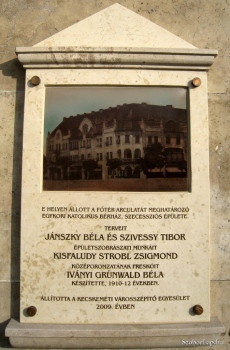 E HELYEN ÁLLOTT A FŐTÉR ARCULATÁT MEGHATÁROZÓ
EGYKORI KATOLIKUS BÉRHÁZ, SZECESSZIÓS ÉPÜLETE.
TERVEIT
JÁNSZKY BÉLA ÉS SZIVESSY TIBOR
ÉPÜLETSZOBRÁSZATI MUNKÁIT
KISFALUDY STROBL ZSIGMOND
KÖZÉPOROMZATÁNAK FRESKÓIT
IVÁNYI GRÜNWALD BÉLA
KÉSZÍTETTE, 1910-12 ÉVEKBEN.
ÁLLÍTOTTA A KECSKEMÉTI VÁROSSZÉPÍTŐ EGYESÜLET
2009. ÉVBEN
Szoborlap.hu